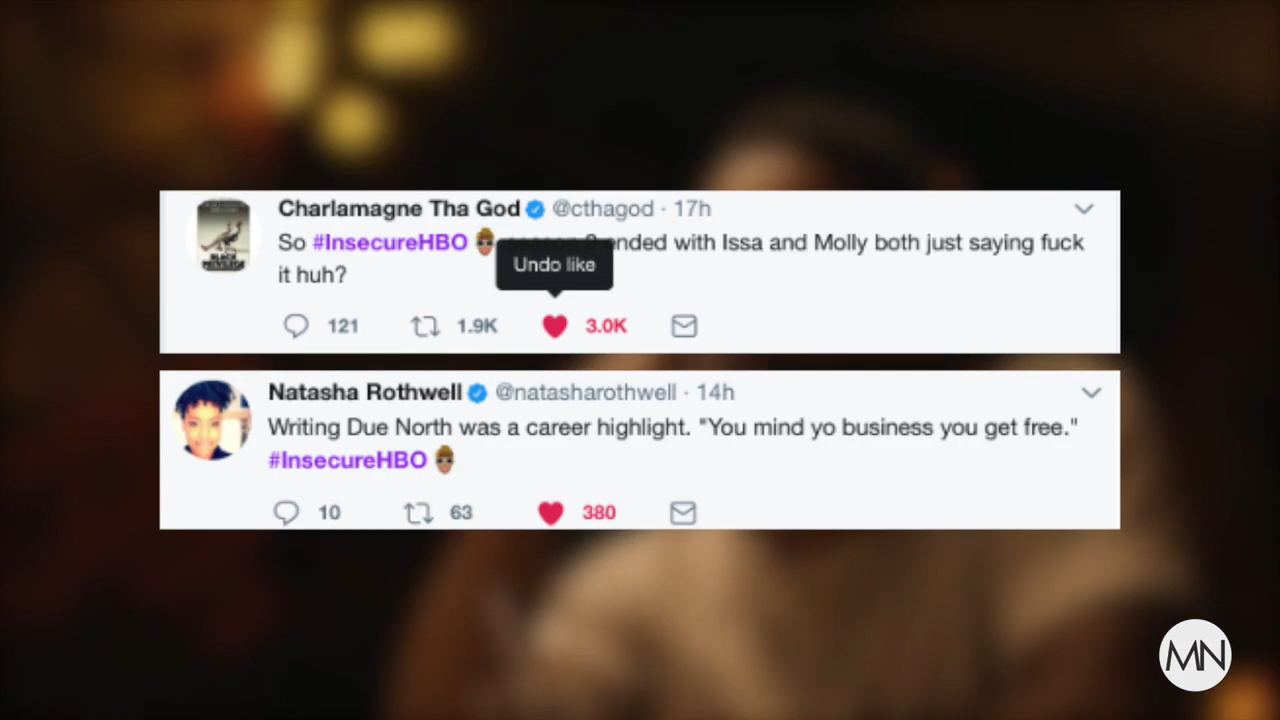 Charlamagne Tha God @cthagod · 17h
So #InsecureHBO ended with Issa and Molly both just saying fuck
Undo like
it huh?
121 1.9K 3.0K
Natasha Rothwell @natasharothwell · 14h
Writing Due North was a career highlight. "You mind yo business you get free."
#InsecureHBO
10 63 380
MN